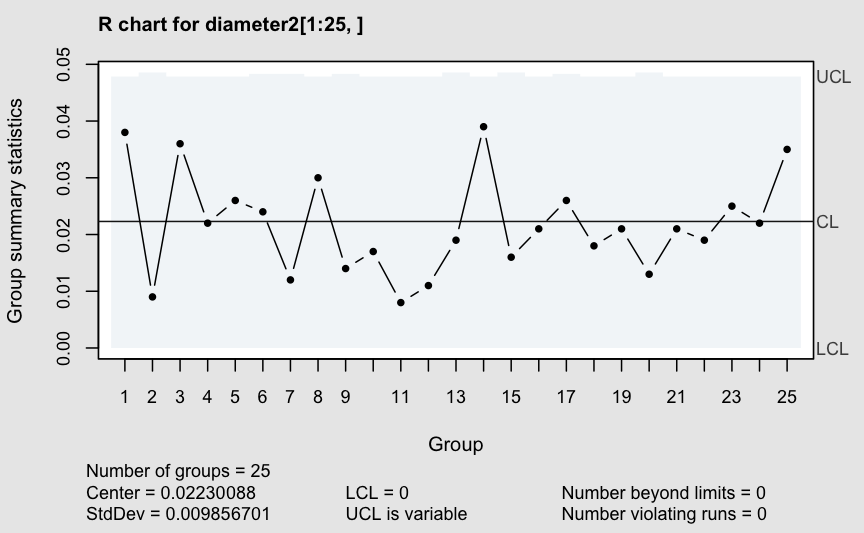 R chart for diameter2[1:25, ]
Group summary statistics
0.05
0.04
0.03
0.02
0.01
0.00
UCL
CL
LCL
1 2 3 4 5 6 7 8 9 11 13 15 17 19 21 23 25
Group
Number of groups = 25
Center = 0.02230088 LCL = 0 Number beyond limits = 0
StdDev = 0.009856701 UCL is variable Number violating runs = 0